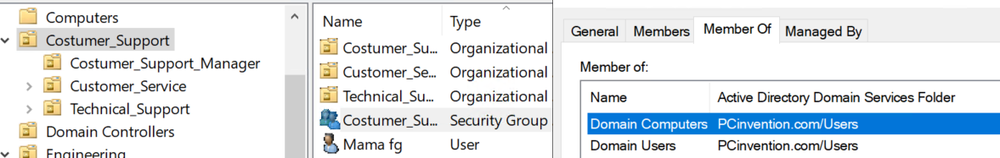 Computers
Costumer_Support
Costumer_Support_Manager
Customer_Service
Technical_Support
Domain Controllers
Engineering
Name Type
Costumer_Su... Organizational
Customer_Se... Organizational
Technical_Su... Organizational
Costumer_Su... Security Group
Mama fg User
General Members Member Of Managed By
Member of:
Name Active Directory Domain Services Folder
Domain Computers PCinvention.com/Users
Domain Users PCinvention.com/Users